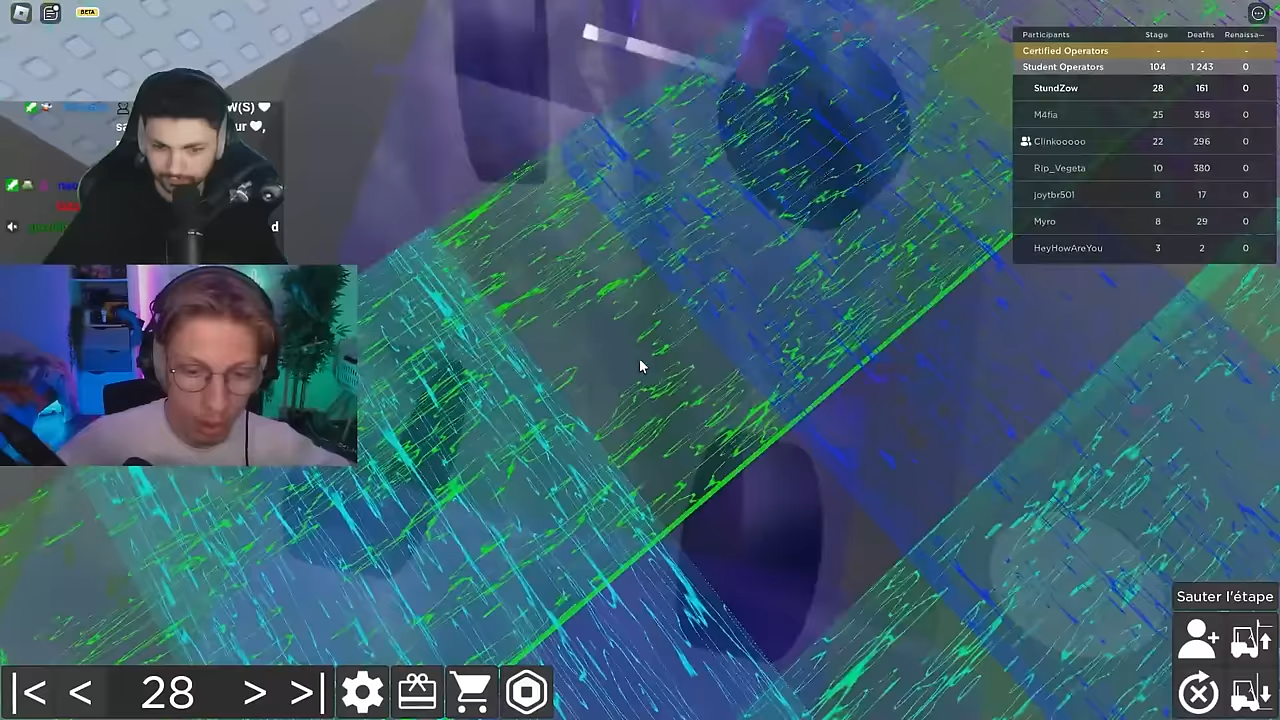 BETA
W(S)
sa
ur
d
Participants Stage Deaths Renaissa--
Certified Operators - - -
Student Operators 104 1 243 0
StundZow 28 161 0
M4fia 25 358 0
Clinkooooo 22 296 0
Rip_Vegeta 10 380 0
joytbr501 8 17 0
Myro 8 29 0
HeyHowAreYou 3 2 0
Sauter l'étape
|< < 28 > >|